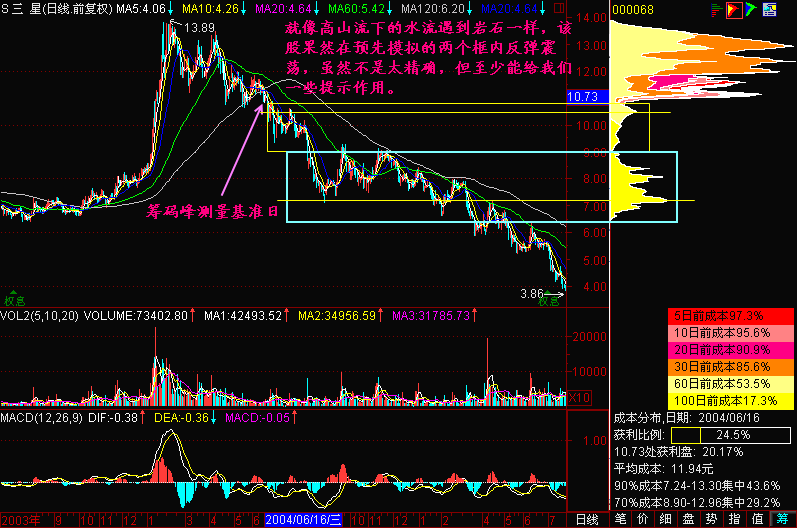 S三 星(日线.前复权) MA5:4.06↓ MA10:4.26↓ MA20:4.64↓ MA60:5.42↓ MA120:6.20↓ MA20:4.64↓
000068
13.89
就像高山流下的水流遇到岩石一样，该
股果然在预先模拟的两个框内反弹震
荡，虽然不是太精确，但至少能给我们
一些提示作用。
筹码峰测量基准日
14.00
13.00
12.00
10.73
10.00
9.00
8.00
7.00
6.00
5.00
4.00
3.86
权息
权息
VOL2(5,10,20) VOLUME:73402.80↑ MA1:42493.52↑ MA2:34956.59↑ MA3:31785.73↑
20000
10000
X10
MACD(12,26,9) DIF:-0.38↑ DEA:-0.36↓ MACD:-0.05↑
1.00
0.00
2003年 9 10 11 12 1 3 4 5 6 2004/06/16/三 10 11 12 2 4 5 6 7 日线
5日前成本97.3%
10日前成本95.6%
20日前成本90.9%
30日前成本85.6%
60日前成本53.5%
100日前成本17.3%
成本分布,日期: 2004/06/16
获利比例: 24.5%
10.73处获利盘: 20.17%
平均成本: 11.94元
90%成本7.24-13.30集中43.6%
70%成本8.90-12.96集中29.2%
笔 价 细 盘 势 指 值 筹